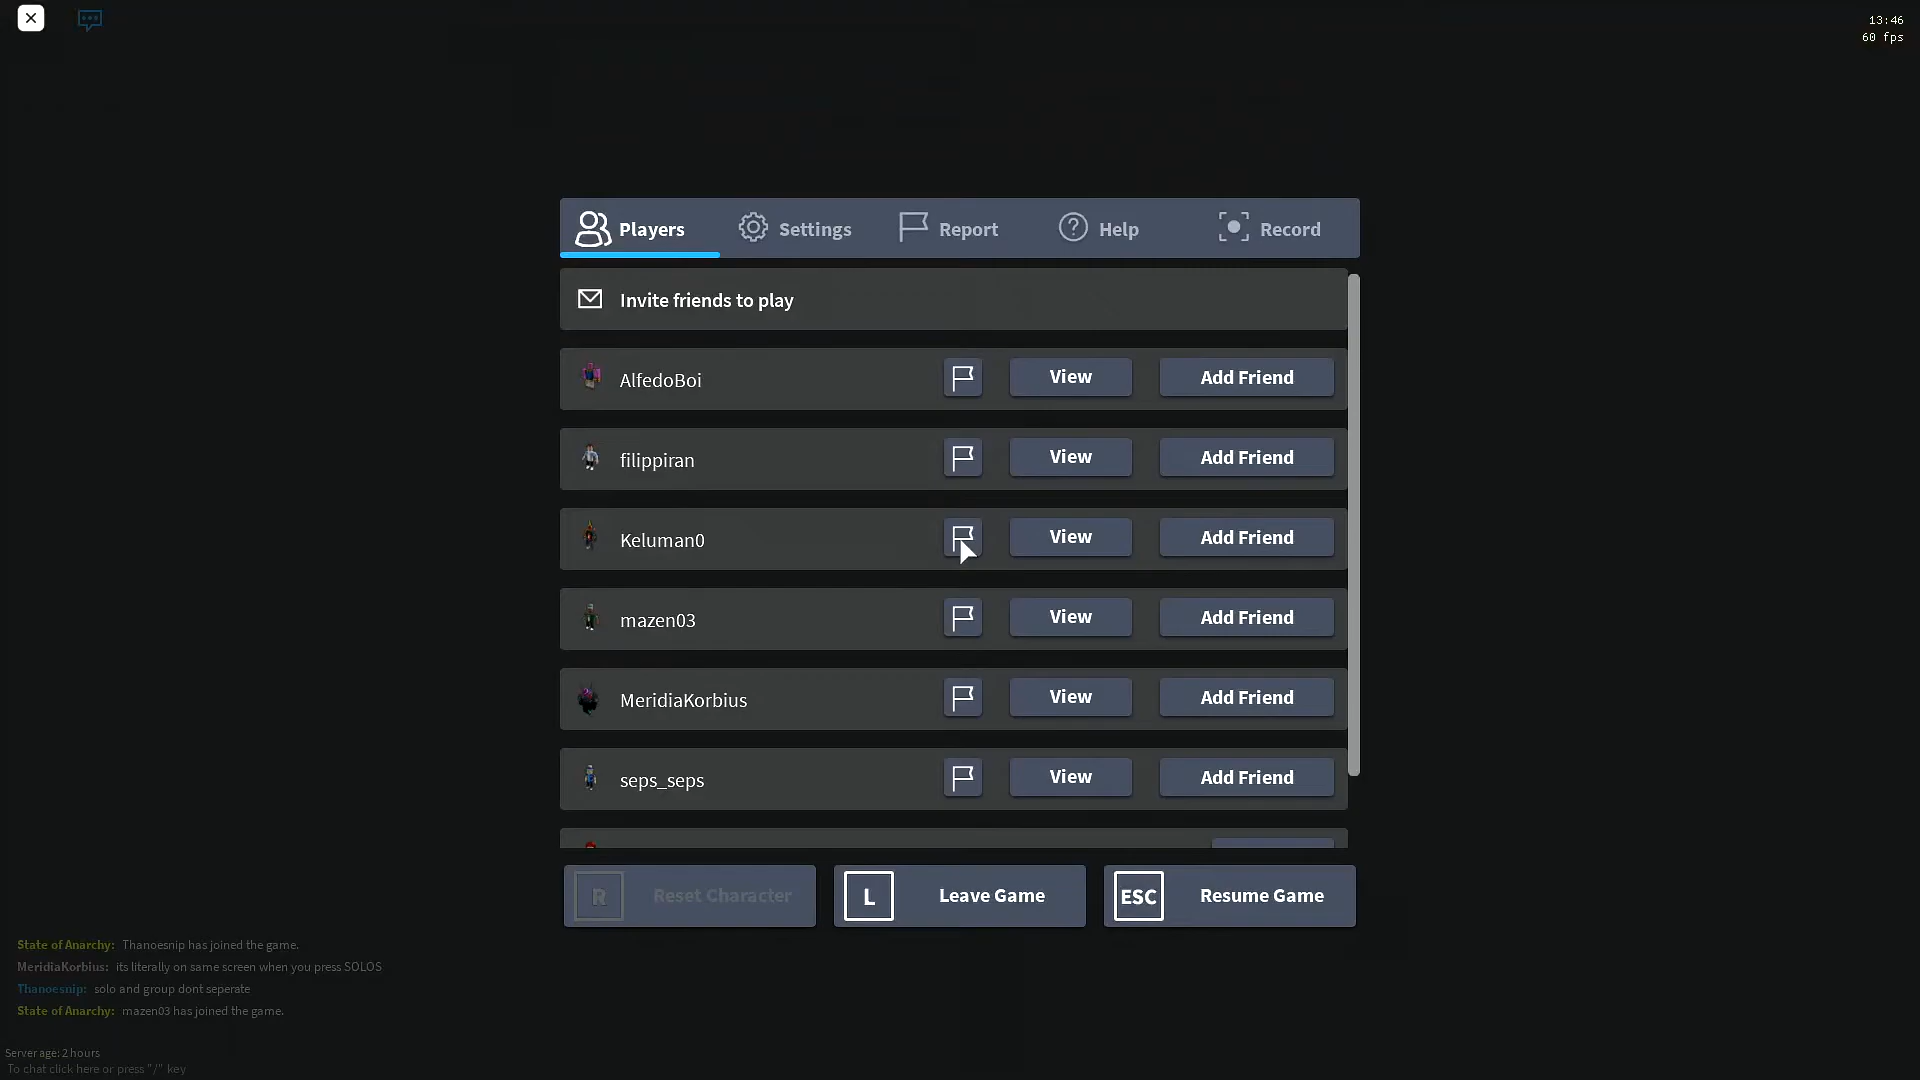 13:46
60 fps
Players Settings Report Help Record
Invite friends to play
AlfedoBoi View Add Friend
filippiran View Add Friend
Keluman0 View Add Friend
mazen03 View Add Friend
MeridiaKorbius View Add Friend
seps_seps View Add Friend
R Reset Character L Leave Game ESC Resume Game
State of Anarchy: Thanoesnip has joined the game.
MeridiaKorbius: its literally on same screen when you press SOLOS
Thanoesnip: solo and group dont seperate
State of Anarchy: mazen03 has joined the game.
Server age: 2 hours
To chat click here or press "/" key